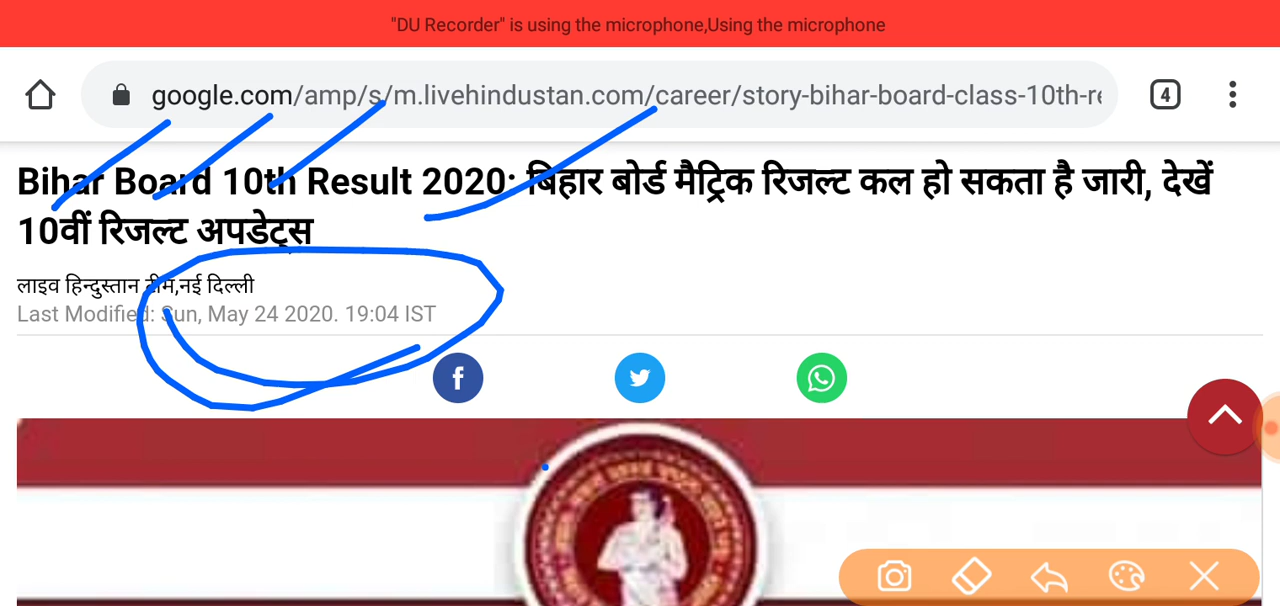 "DU Recorder" is using the microphone,Using the microphone
google.com/amp/s/m.livehindustan.com/career/story-bihar-board-class-10th-re
4
Bihar Board 10th Result 2020: बिहार बोर्ड मैट्रिक रिजल्ट कल हो सकता है जारी, देखें
10वीं रिजल्ट अपडेट्स
लाइव हिन्दुस्तान टीम,नई दिल्ली
Last Modified: Sun, May 24 2020. 19:04 IST